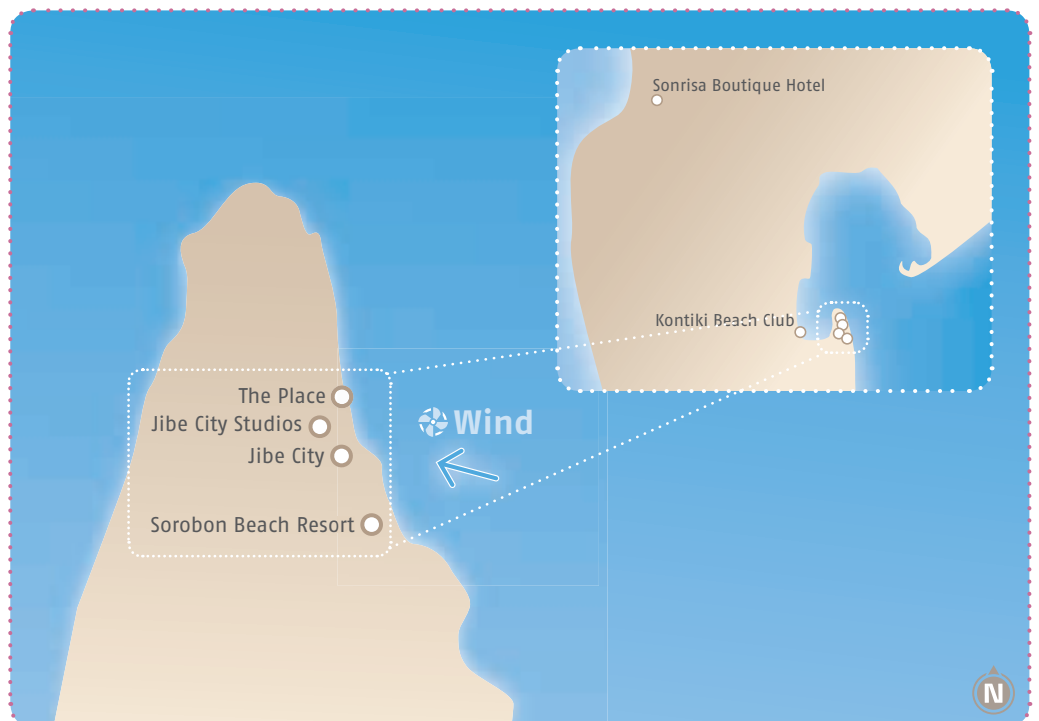 Sonrisa Boutique Hotel
Kontiki Beach Club
The Place
Jibe City Studios
Wind
Jibe City
Sorobon Beach Resort
N